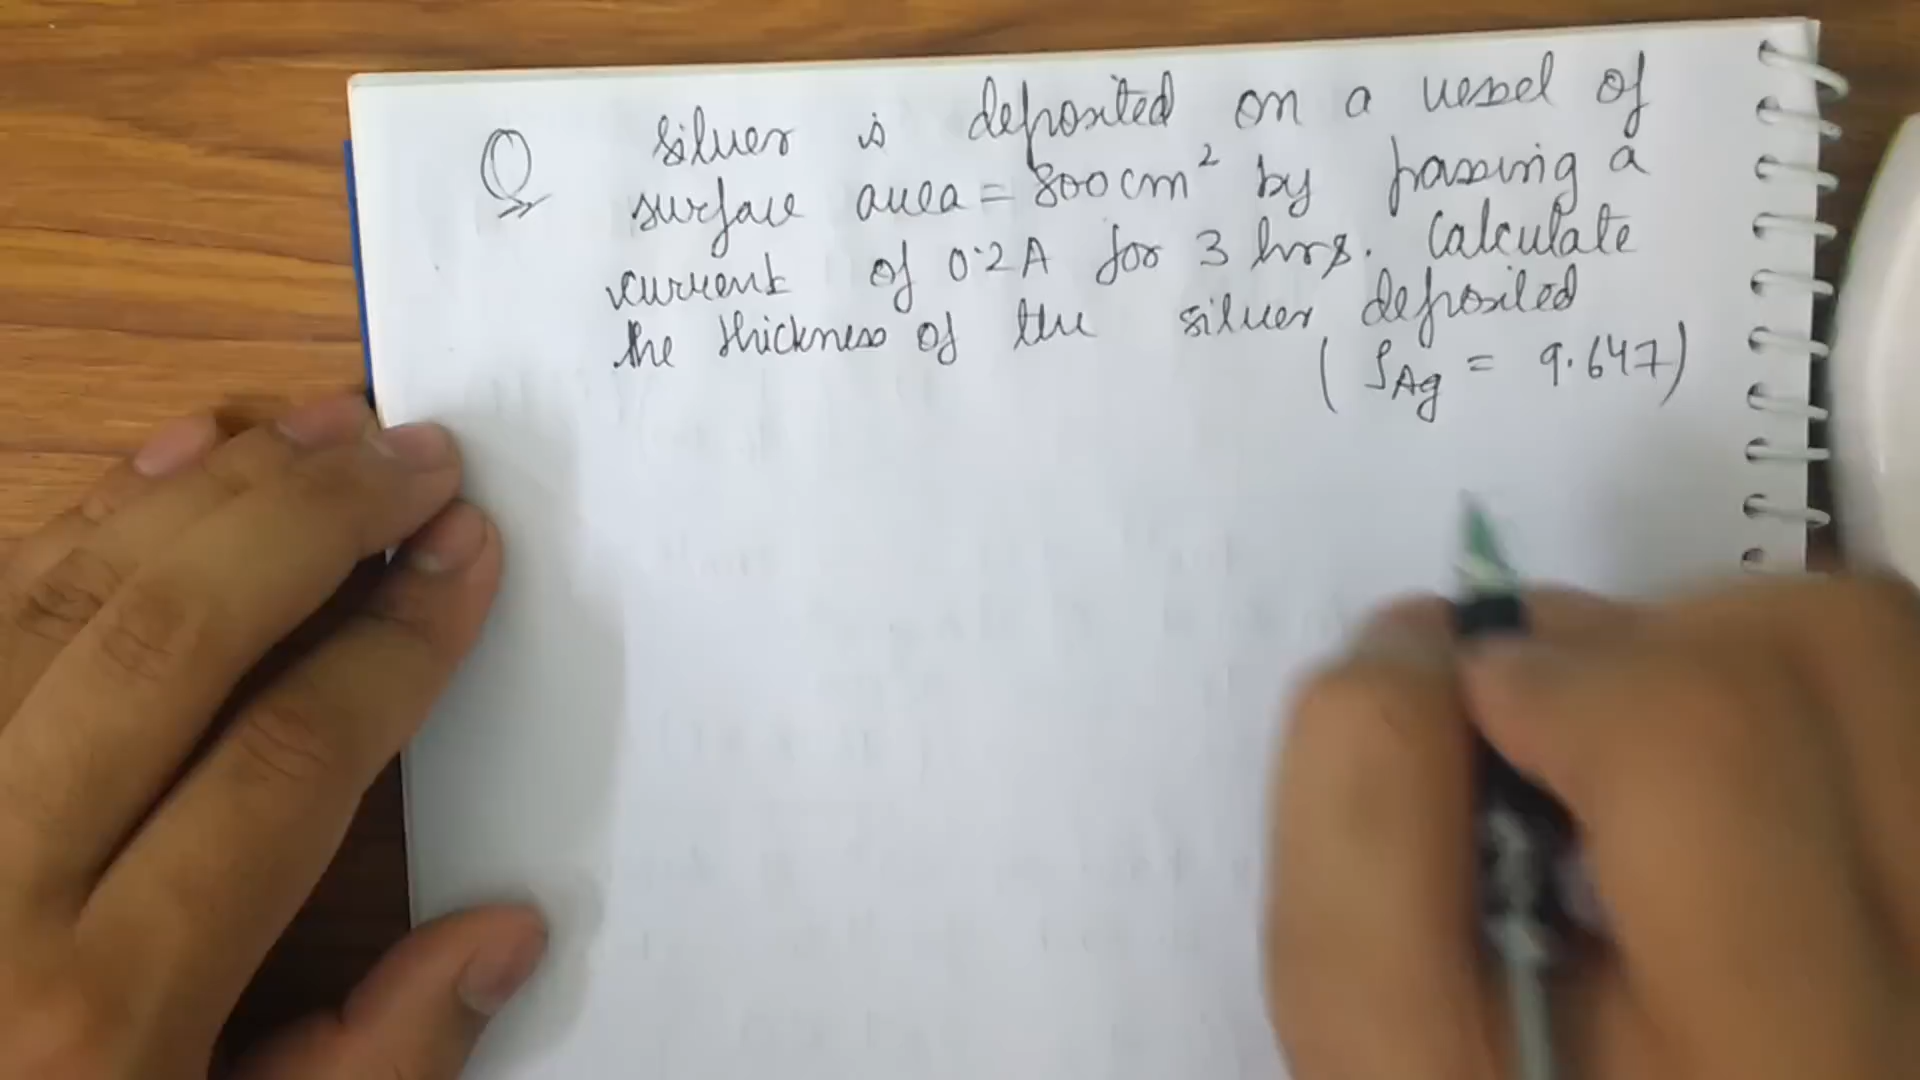 Q Silver is deposited on a vessel of
surface area = 800 cm² by passing a
current of 0.2A for 3 hrs. Calculate
the thickness of the silver deposited
(ρAg = 9.647)